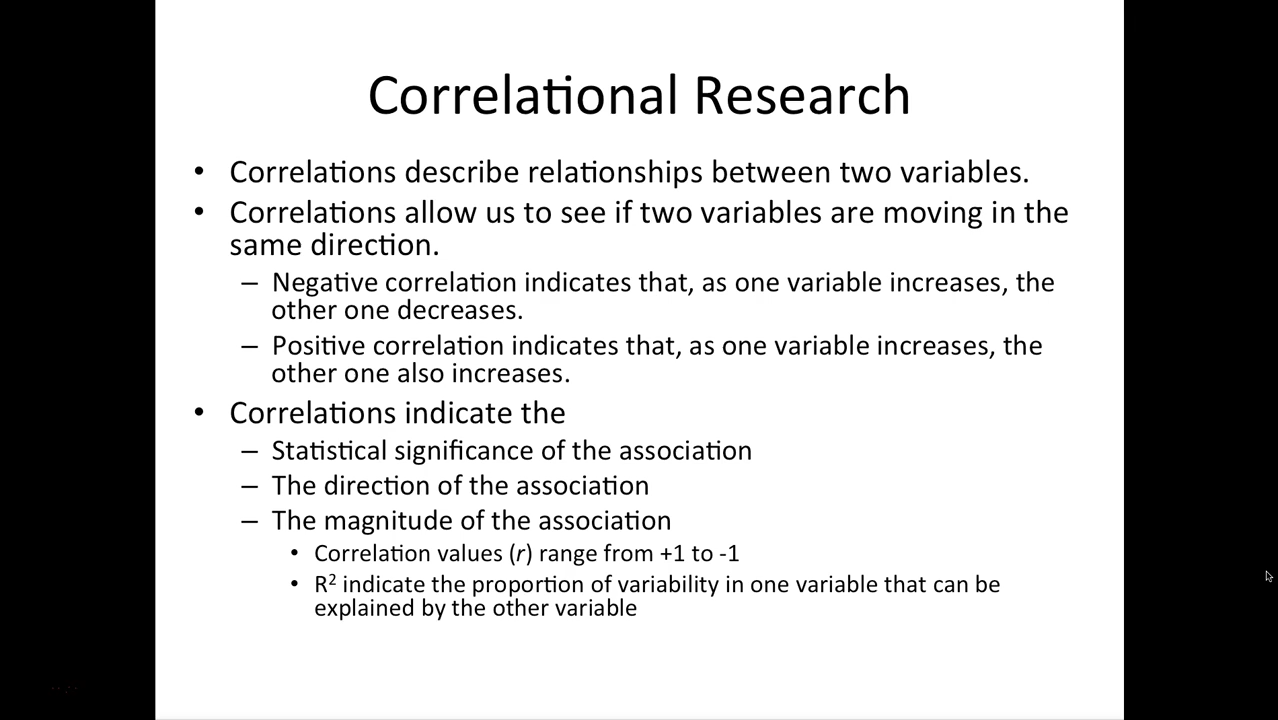 Correlational Research
• Correlations describe relationships between two variables.
• Correlations allow us to see if two variables are moving in the
same direction.
– Negative correlation indicates that, as one variable increases, the
other one decreases.
– Positive correlation indicates that, as one variable increases, the
other one also increases.
• Correlations indicate the
– Statistical significance of the association
– The direction of the association
– The magnitude of the association
• Correlation values (r) range from +1 to -1
• R² indicate the proportion of variability in one variable that can be
explained by the other variable